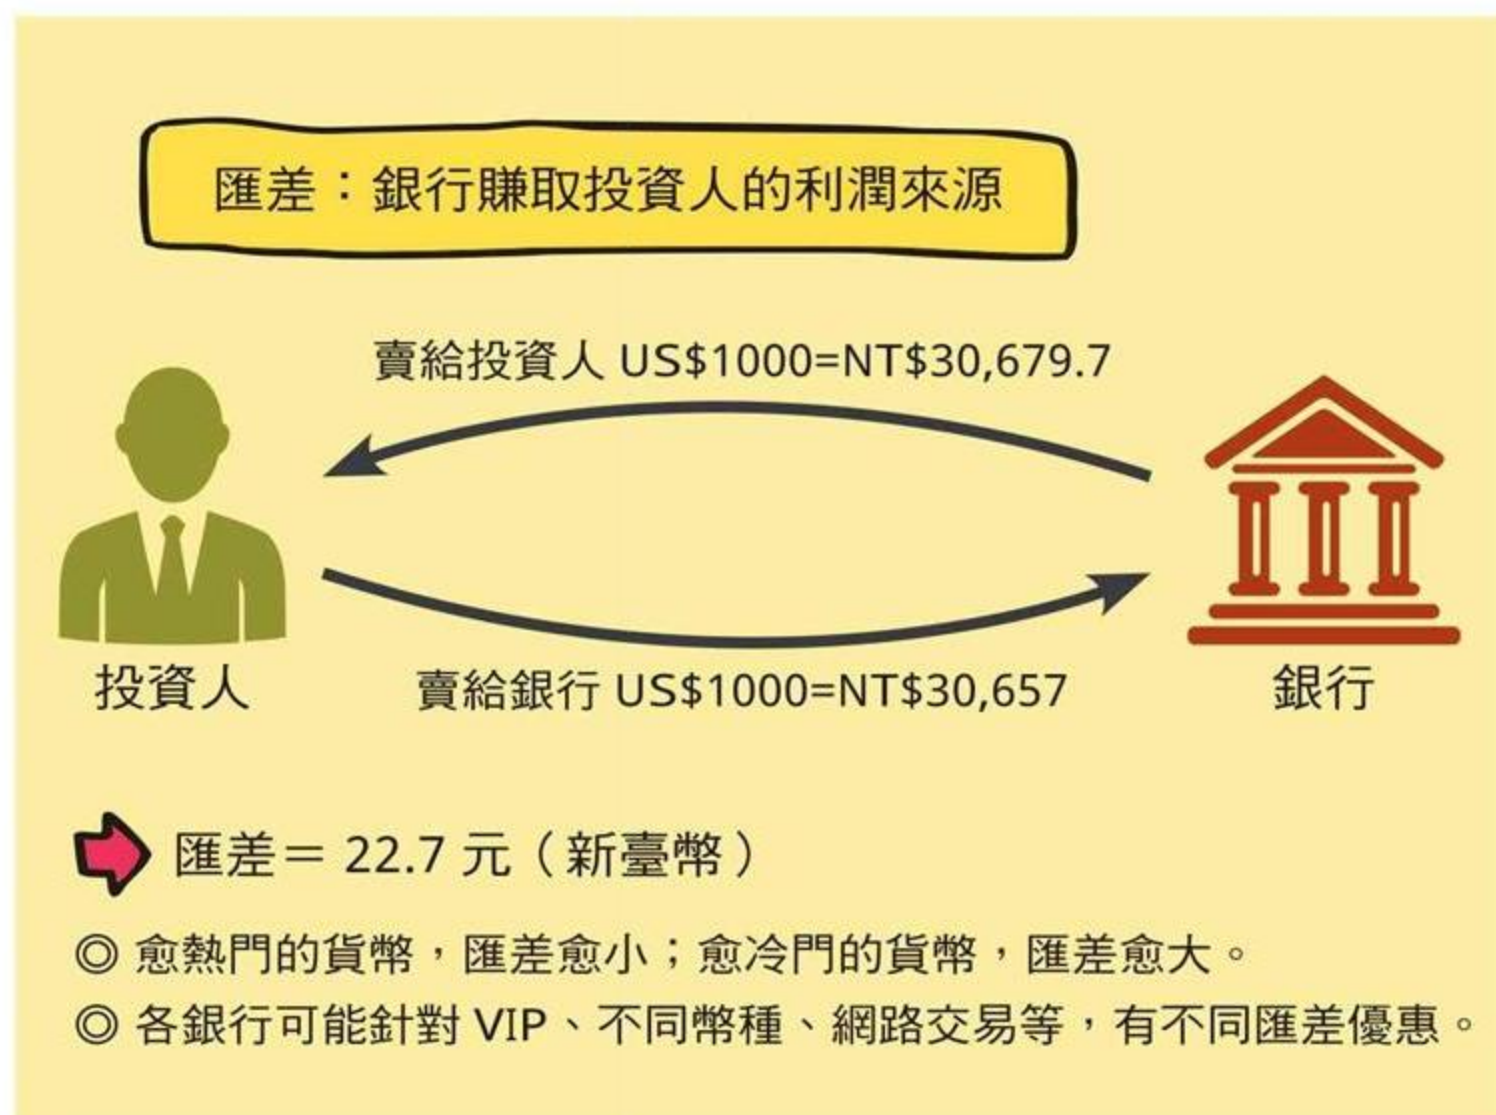 匯差：銀行賺取投資人的利潤來源
賣給投資人 US$1000=NT$30,679.7
投資人
賣給銀行 US$1000=NT$30,657
銀行
匯差＝ 22.7 元（新臺幣）
◎ 愈熱門的貨幣，匯差愈小；愈冷門的貨幣，匯差愈大。
◎ 各銀行可能針對 VIP、不同幣種、網路交易等，有不同匯差優惠。